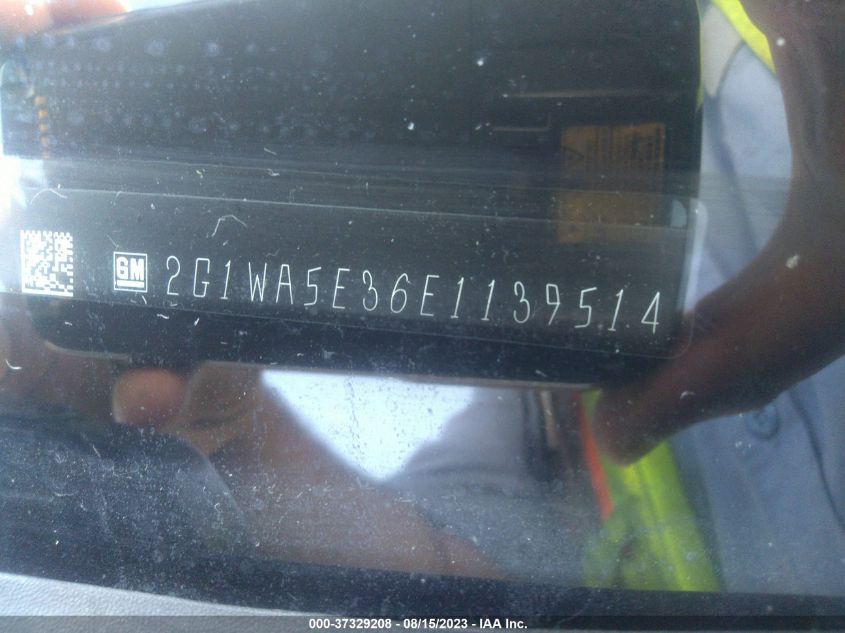 GM 2G1WA5E36E1139514
000-37329208 - 08/15/2023 - IAA Inc.